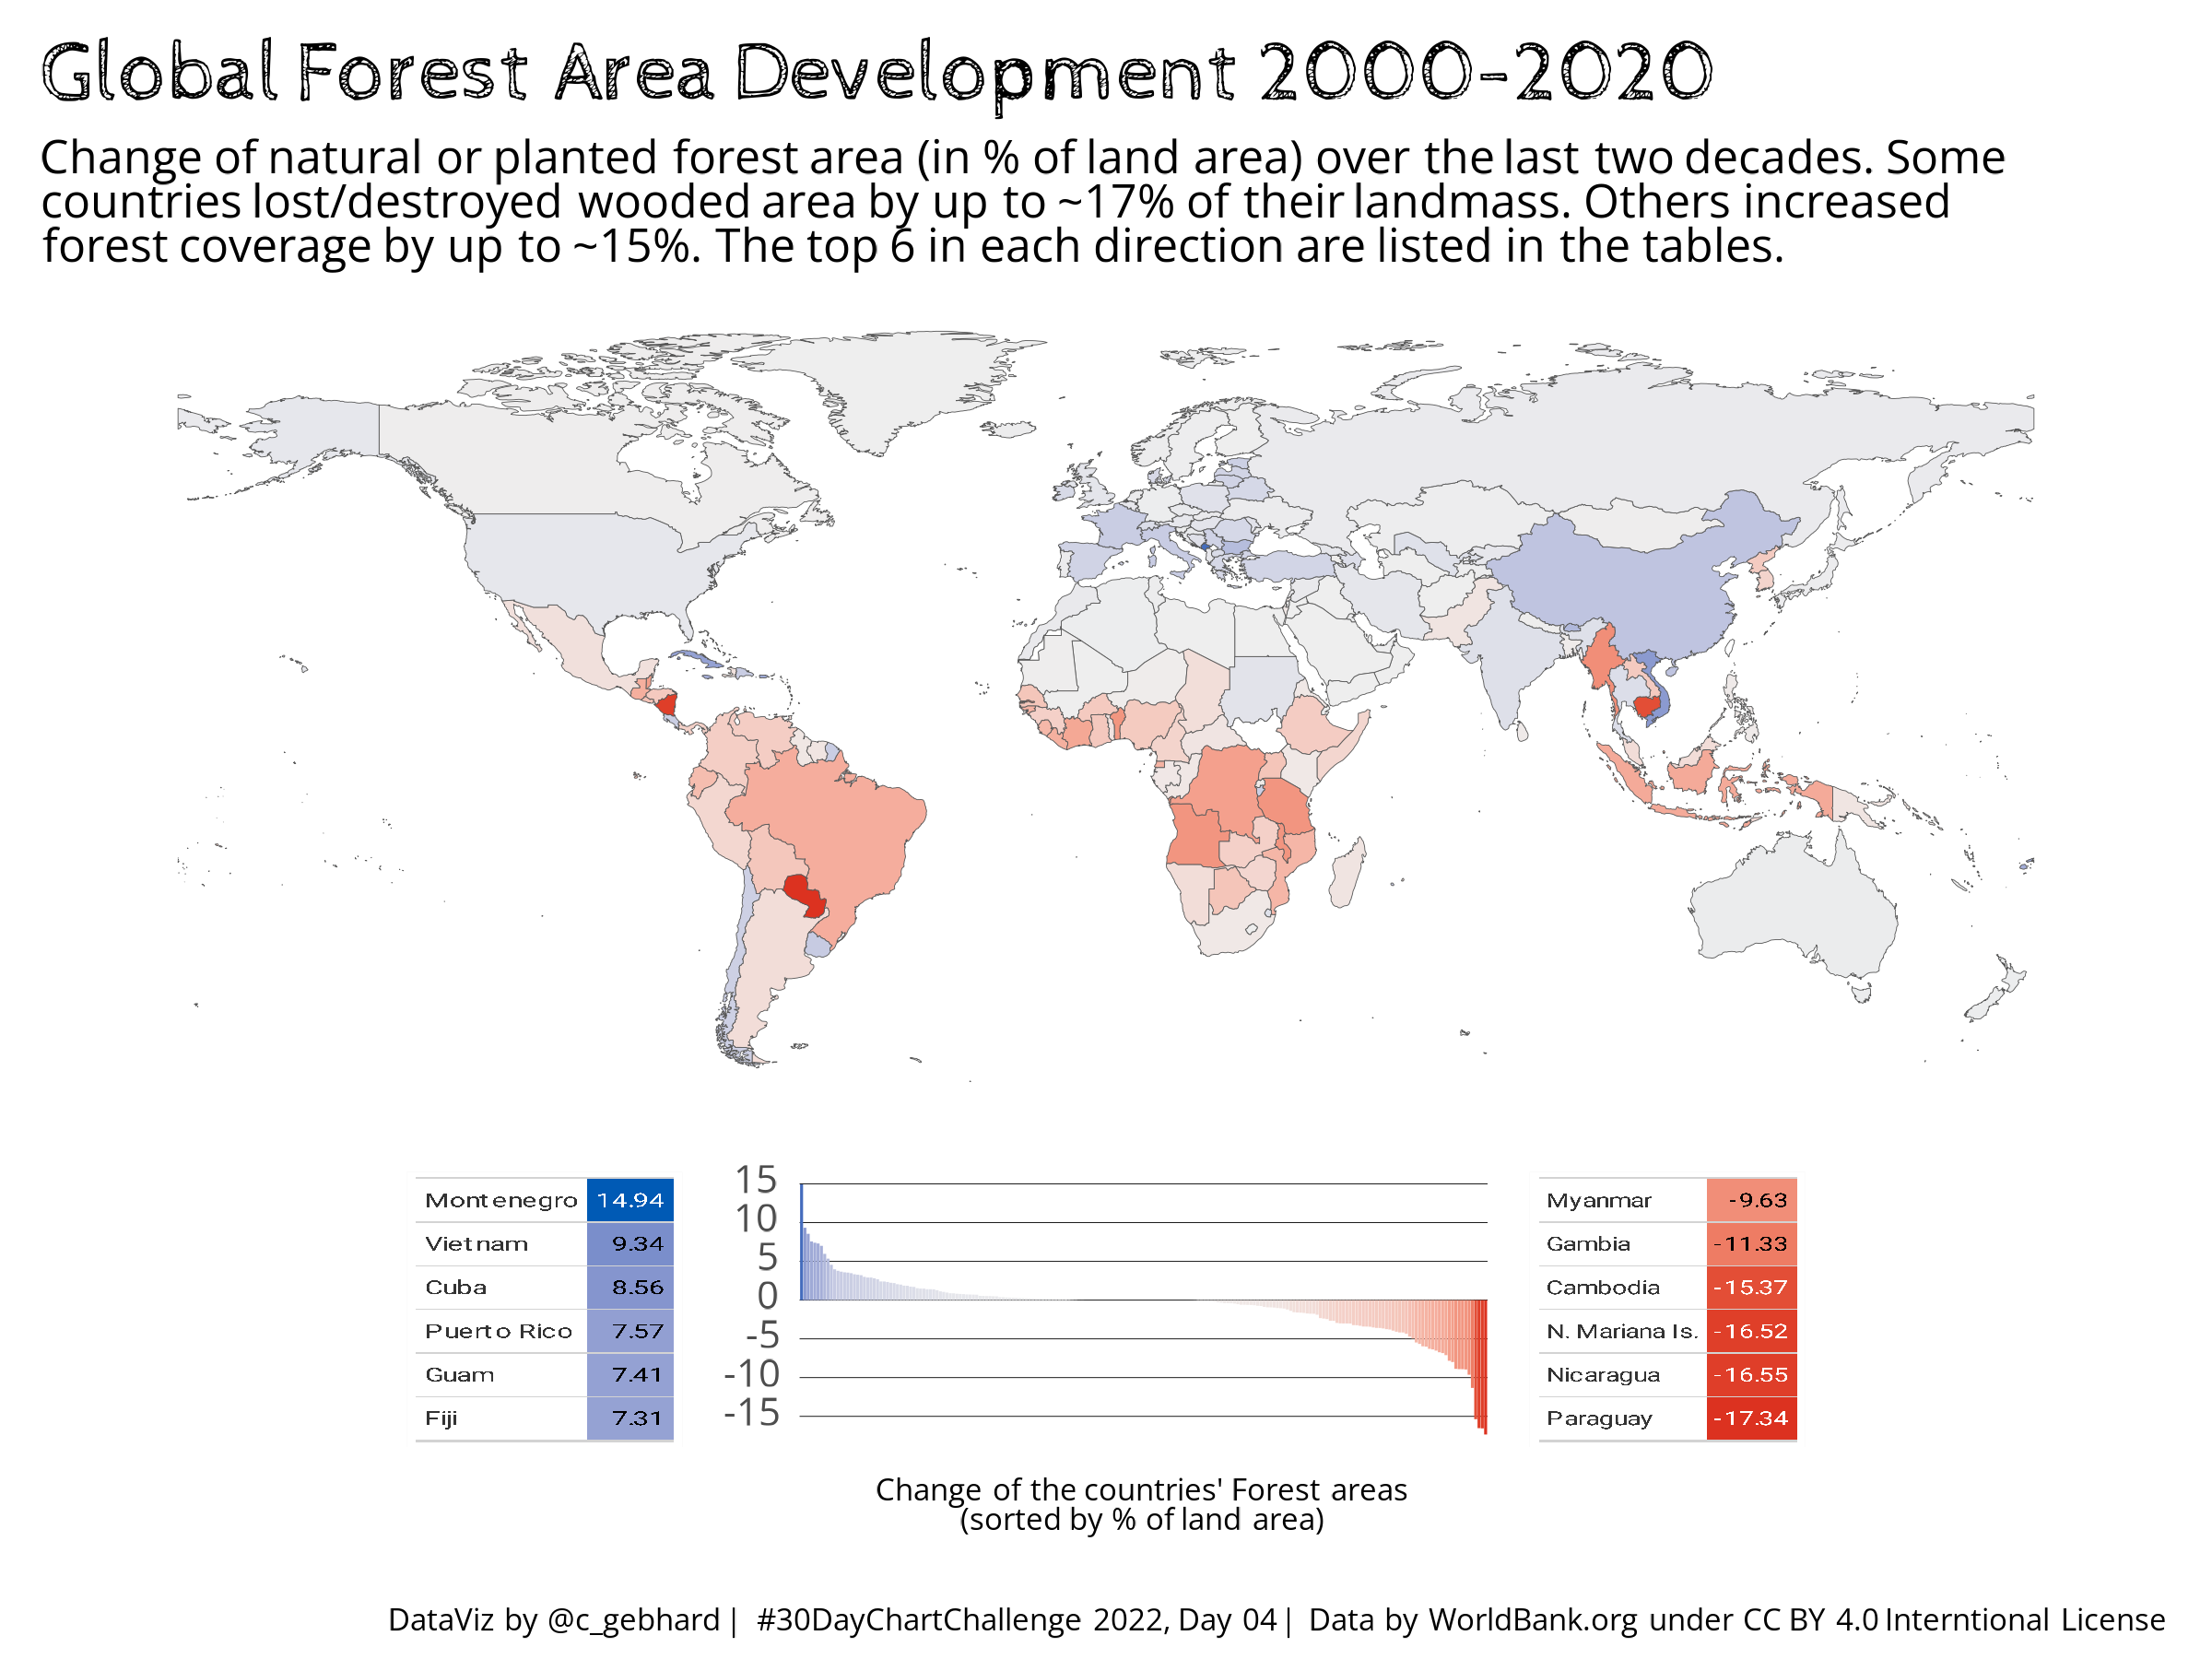 Global Forest Area Development 2000-2020
Change of natural or planted forest area (in % of land area) over the last two decades. Some
countries lost/destroyed wooded area by up to ~17% of their landmass. Others increased
forest coverage by up to ~15%. The top 6 in each direction are listed in the tables.
Montenegro 14.94
Vietnam 9.34
Cuba 8.56
Puerto Rico 7.57
Guam 7.41
Fiji 7.31
15
10
5
0
-5
-10
-15
Myanmar -9.63
Gambia -11.33
Cambodia -15.37
N. Mariana Is. -16.52
Nicaragua -16.55
Paraguay -17.34
Change of the countries' Forest areas
(sorted by % of land area)
DataViz by @c_gebhard | #30DayChartChallenge 2022, Day 04 | Data by WorldBank.org under CC BY 4.0 Interntional License